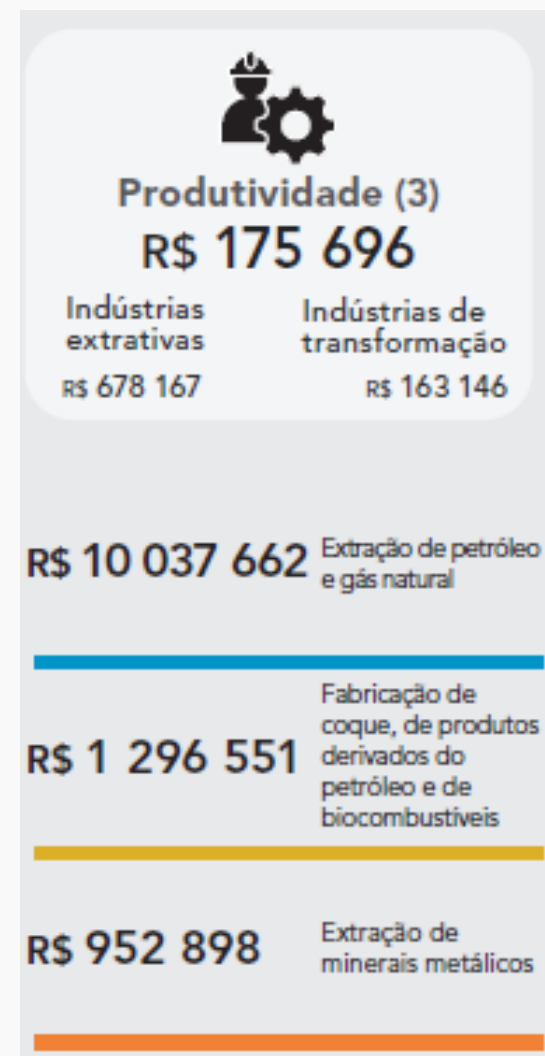 Produtividade (3)
R$ 175 696
Indústrias
extrativas
R$ 678 167
Indústrias de
transformação
R$ 163 146
R$ 10 037 662
Extração de petróleo
e gás natural
R$ 1 296 551
Fabricação de
coque, de produtos
derivados do
petróleo e de
biocombustíveis
R$ 952 898
Extração de
minerais metálicos